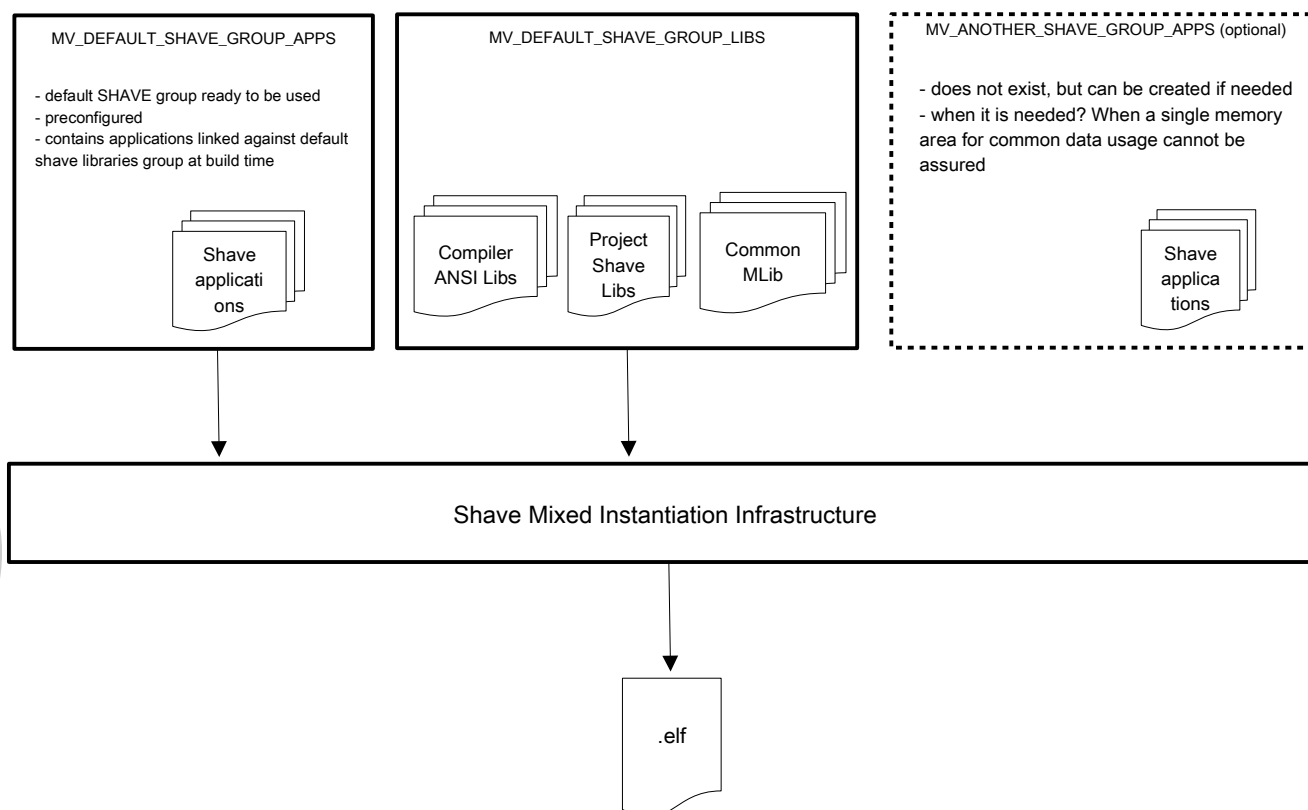 MV_DEFAULT_SHAVE_GROUP_APPS
- default SHAVE group ready to be used
- preconfigured
- contains applications linked against default
shave libraries group at build time
Shave
applicati
ons
MV_DEFAULT_SHAVE_GROUP_LIBS
Compiler
ANSI Libs
Project
Shave
Libs
Common
MLib
MV_ANOTHER_SHAVE_GROUP_APPS (optional)
- does not exist, but can be created if needed
- when it is needed? When a single memory
area for common data usage cannot be
assured
Shave
applica
tions
Shave Mixed Instantiation Infrastructure
.elf